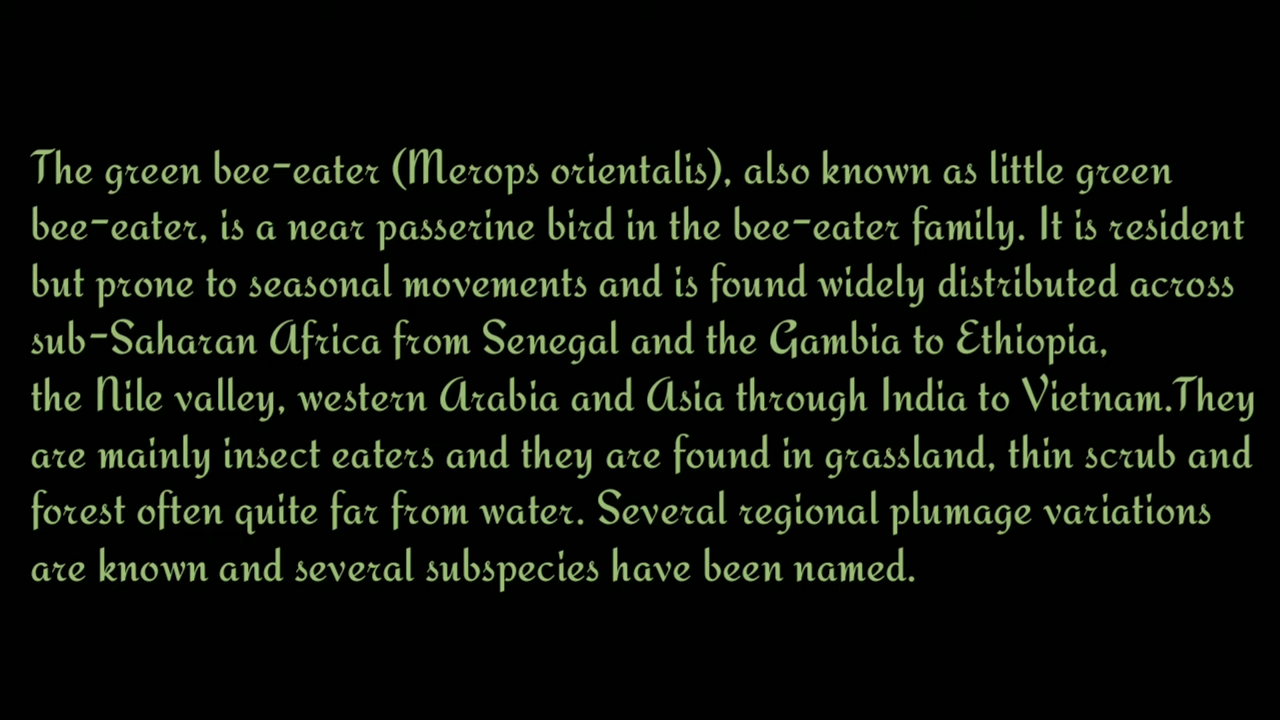 The green bee-eater (Merops orientalis), also known as little green
bee-eater, is a near passerine bird in the bee-eater family. It is resident
but prone to seasonal movements and is found widely distributed across
sub-Saharan Africa from Senegal and the Gambia to Ethiopia,
the Nile valley, western Arabia and Asia through India to Vietnam.They
are mainly insect eaters and they are found in grassland, thin scrub and
forest often quite far from water. Several regional plumage variations
are known and several subspecies have been named.